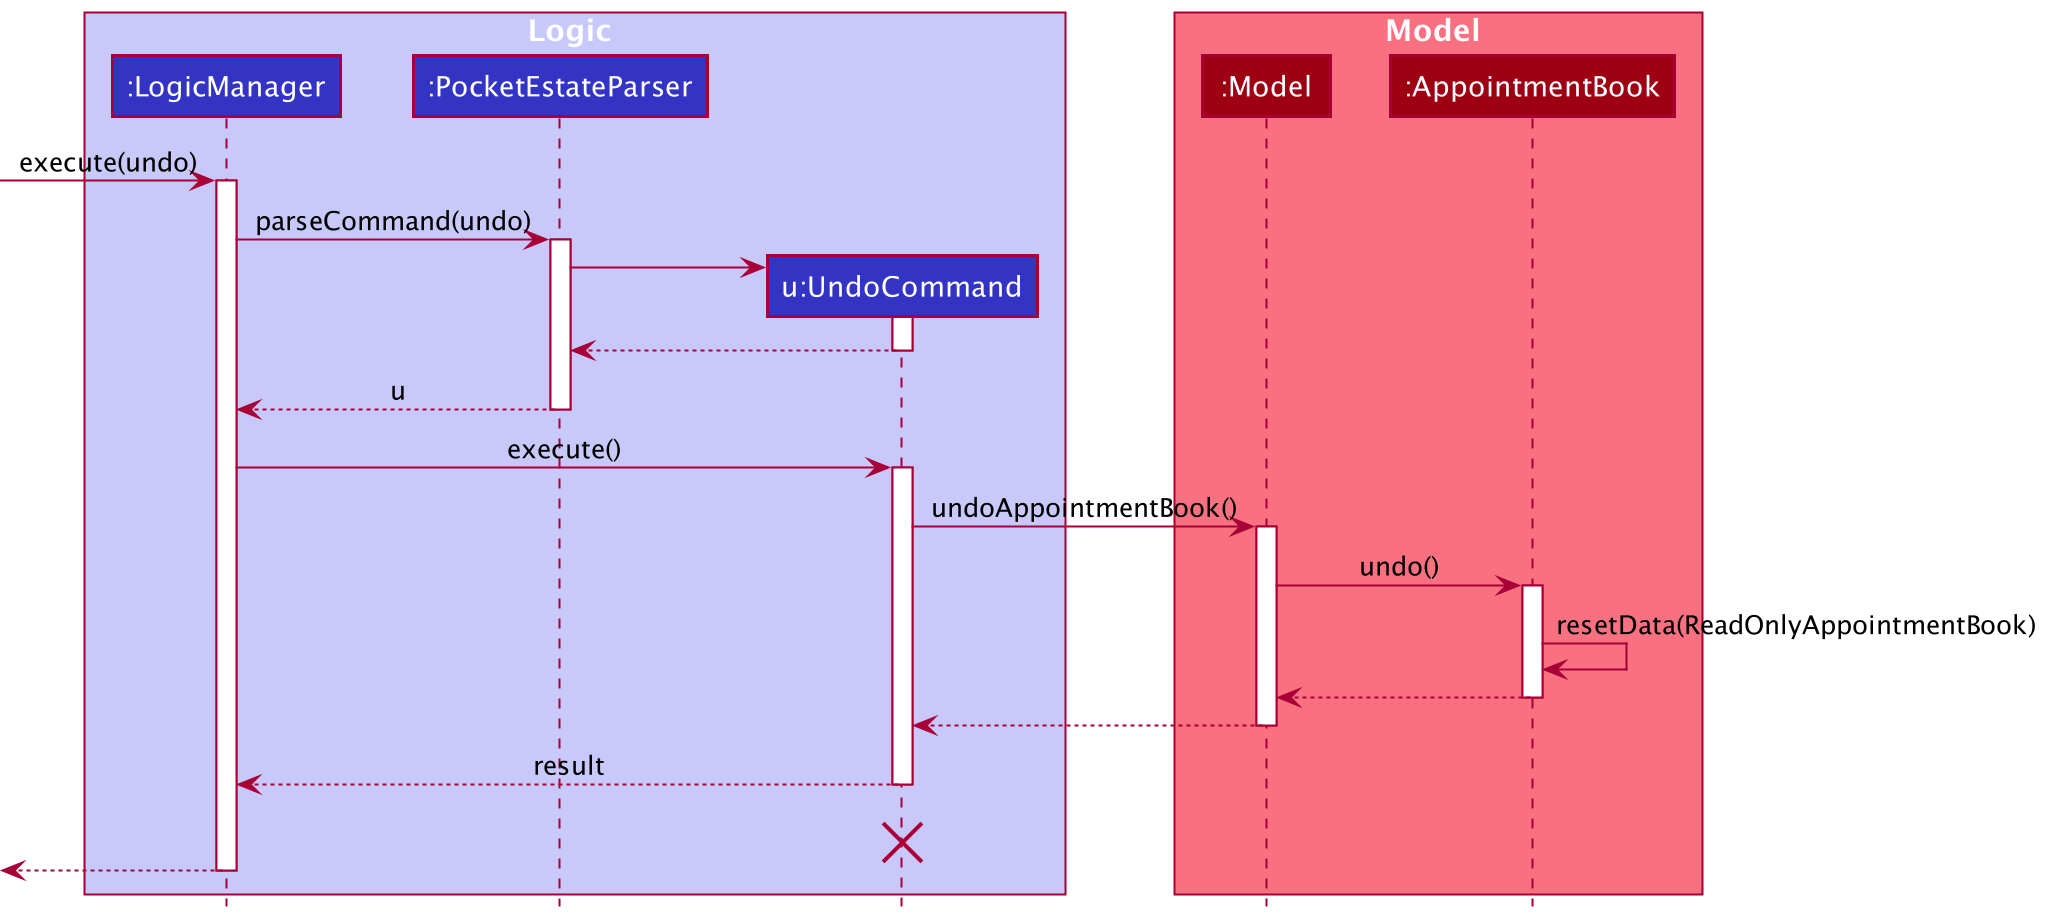 Logic
Model
:LogicManager
:PocketEstateParser
:Model
:AppointmentBook
execute(undo)
parseCommand(undo)
u:UndoCommand
u
execute()
undoAppointmentBook()
undo()
resetData(ReadOnlyAppointmentBook)
result